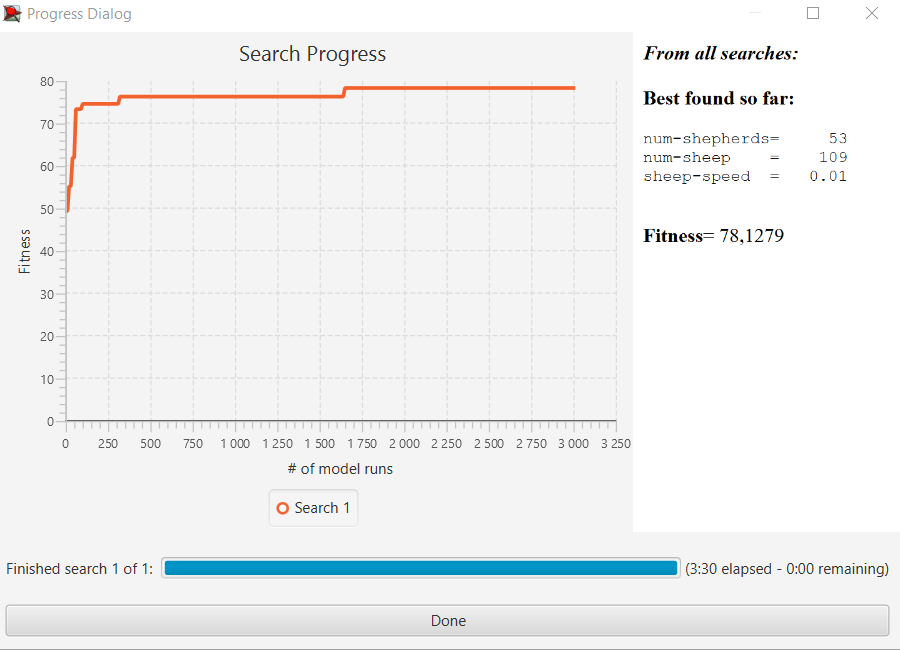 Progress Dialog
Search Progress
80
70
60
50
40
30
20
10
0
Fitness
0 250 500 750 1 000 1 250 1 500 1 750 2 000 2 250 2 500 2 750 3 000 3 250
# of model runs
Search 1
From all searches:
Best found so far:
num-shepherds= 53
num-sheep = 109
sheep-speed = 0.01
Fitness= 78,1279
Finished search 1 of 1: (3:30 elapsed - 0:00 remaining)
Done